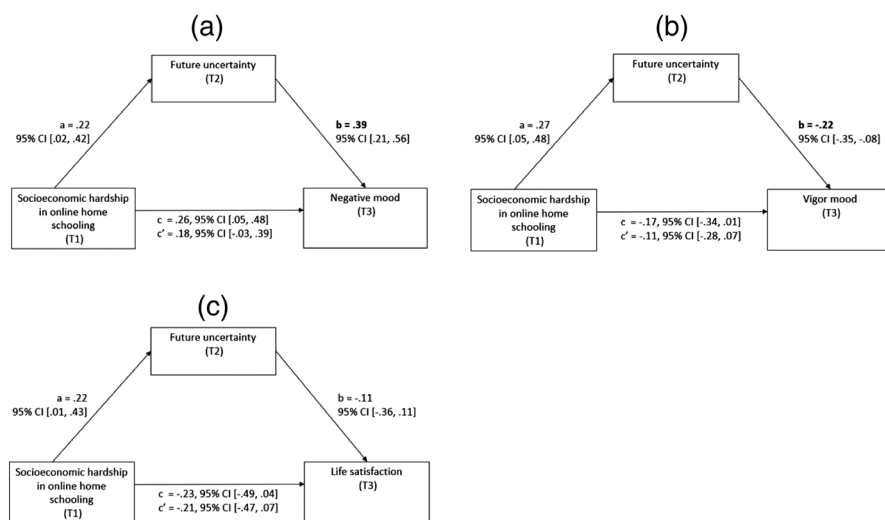 (a)
Future uncertainty
(T2)
a = .22
95% CI [.02, .42]
b = .39
95% CI [.21, .56]
Socioeconomic hardship
in online home
schooling
(T1)
c = .26, 95% CI [.05, .48]
c' = .18, 95% CI [-.03, .39]
Negative mood
(T3)
(b)
Future uncertainty
(T2)
a = .27
95% CI [.05, .48]
b = -.22
95% CI [-.35, -.08]
Socioeconomic hardship
in online home
schooling
(T1)
c = -.17, 95% CI [-.34, .01]
c' = -.11, 95% CI [-.28, .07]
Vigor mood
(T3)
(c)
Future uncertainty
(T2)
a = .22
95% CI [.01, .43]
b = -.11
95% CI [-.36, .11]
Socioeconomic hardship
in online home
schooling
(T1)
c = -.23, 95% CI [-.49, .04]
c' = -.21, 95% CI [-.47, .07]
Life satisfaction
(T3)